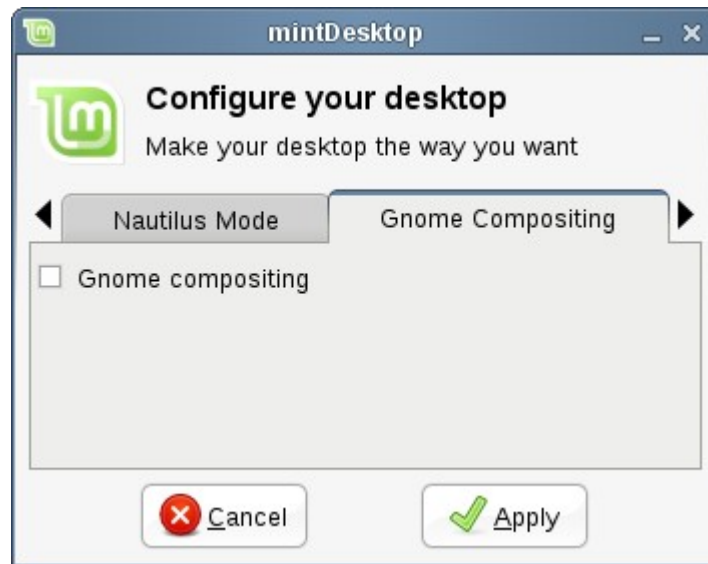 mintDesktop
Configure your desktop
Make your desktop the way you want
Nautilus Mode Gnome Compositing
Gnome compositing
Cancel Apply